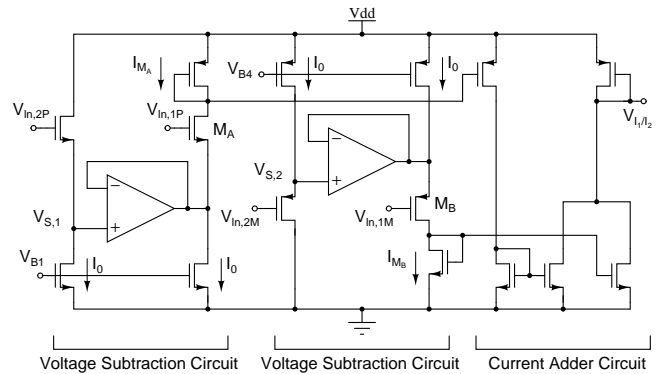 Vdd
I_{M_A} V_{B4} I_0 I_0
V_{In,2P} V_{In,1P} M_A V_{I_1/I_2}
− −
V_{S,1} + V_{S,2} +
V_{In,2M} V_{In,1M} M_B
V_{B1} I_0 I_0 I_{M_B}
Voltage Subtraction Circuit Voltage Subtraction Circuit Current Adder Circuit